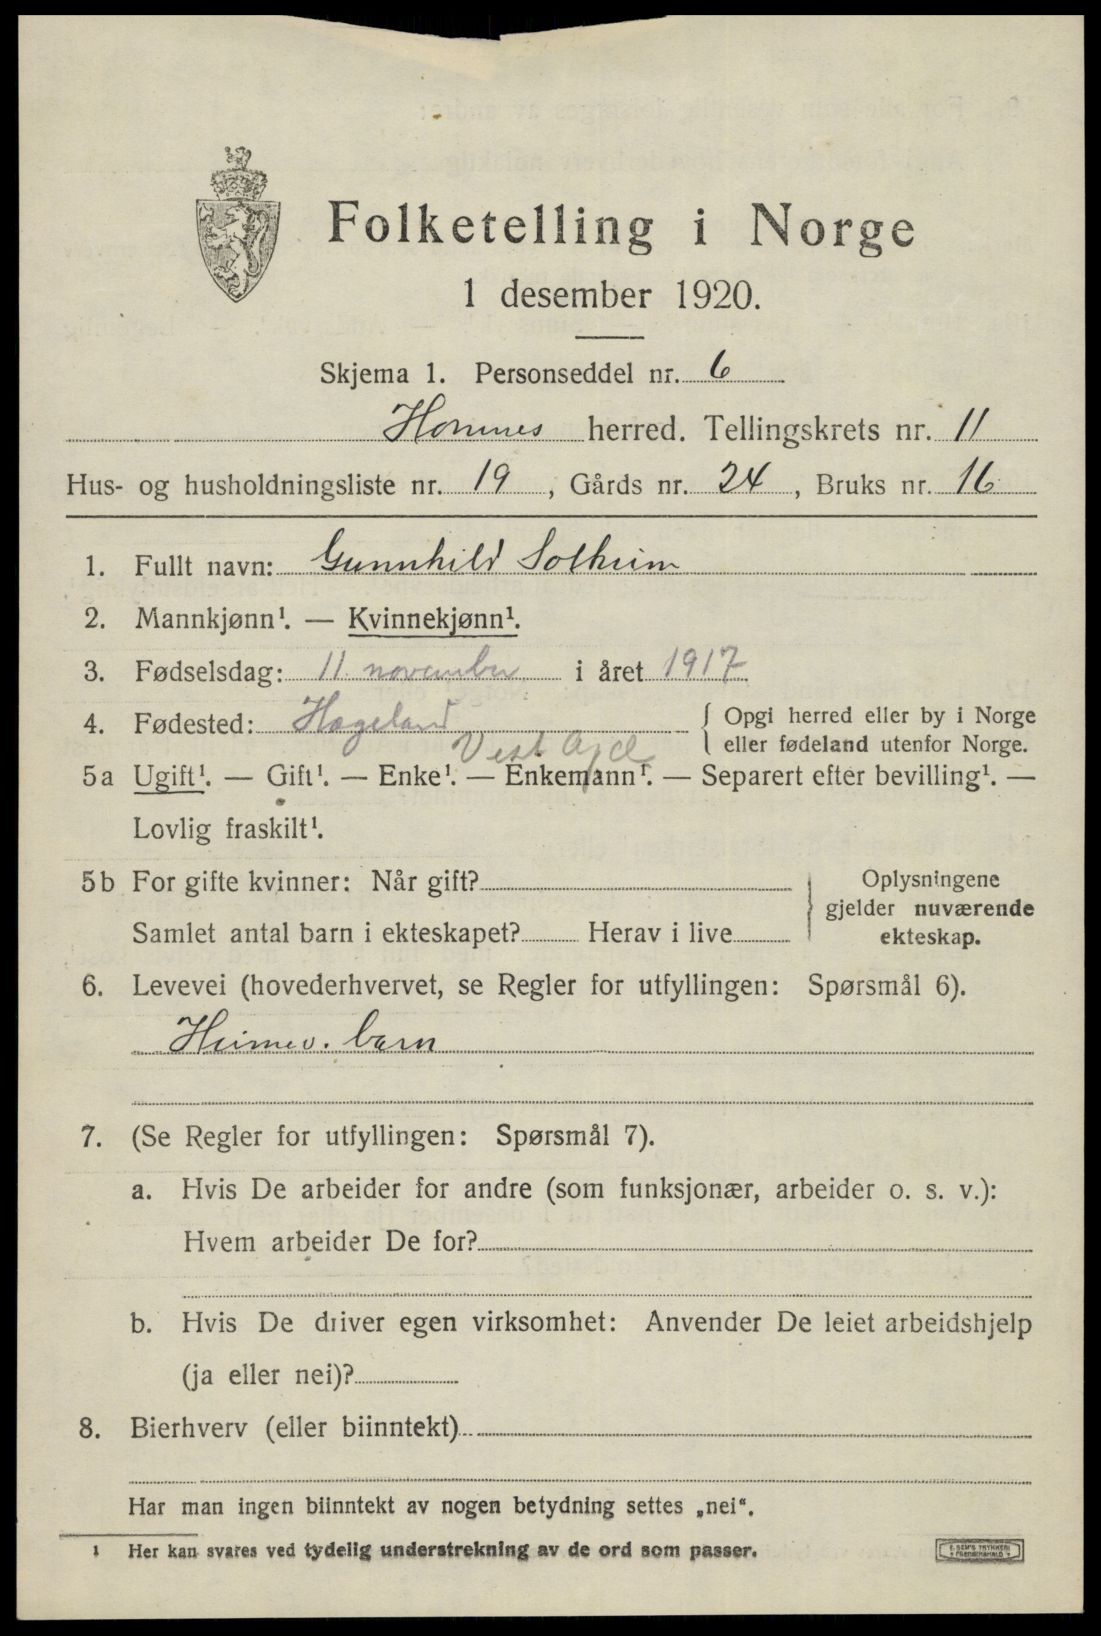 Folketelling i Norge
1 desember 1920.
Skjema 1. Personseddel nr. 6
Hornnes herred. Tellingskrets nr. 11
Hus- og husholdningsliste nr. 19, Gårds nr. 24, Bruks nr. 16
1. Fullt navn: Gunnhild Solheim
2. Mannkjønn¹. — Kvinnekjønn¹.
3. Fødselsdag: 11 november i året 1917
4. Fødested: Hægeland { Opgi herred eller by i Norge
eller fødeland utenfor Norge.
Vest Agd
5a Ugift¹. — Gift¹. — Enke¹. — Enkemann¹. — Separert efter bevilling¹. —
Lovlig fraskilt¹.
5b For gifte kvinner: Når gift? } Oplysningene
gjelder nuværende
Samlet antal barn i ekteskapet? Herav i live
ekteskap.
6. Levevei (hovederhvervet, se Regler for utfyllingen: Spørsmål 6).
Heimev. barn
7. (Se Regler for utfyllingen: Spørsmål 7).
a. Hvis De arbeider for andre (som funksjonær, arbeider o. s. v.):
Hvem arbeider De for?
b. Hvis De driver egen virksomhet: Anvender De leiet arbeidshjelp
(ja eller nei)?
8. Bierhverv (eller biinntekt)
Har man ingen biinntekt av nogen betydning settes „nei“.
¹ Her kan svares ved tydelig understrekning av de ord som passer.
E. SEM'S TRYKKERI
FREDRIKSHALD